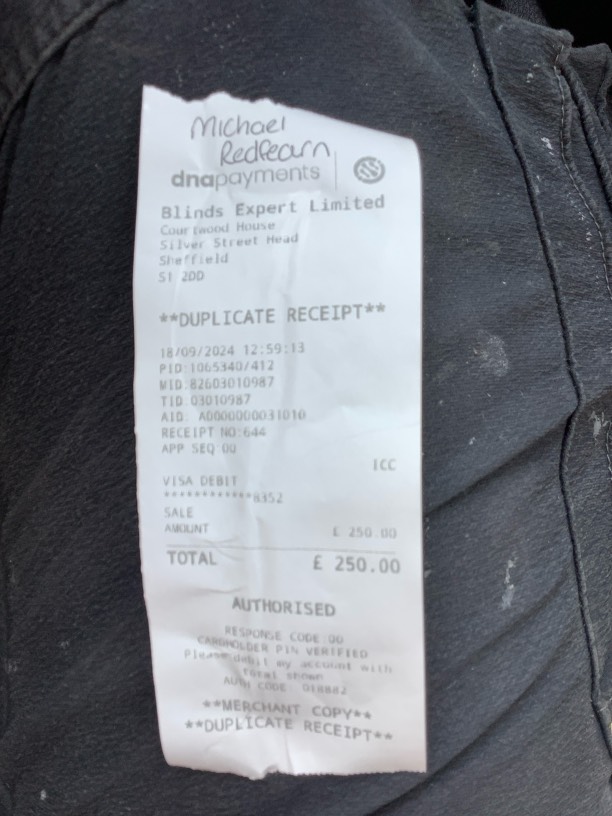 Michael
Redfearn
dnapayments
Blinds Expert Limited
Courtwood House
Silver Street Head
Sheffield
S1 2DD
**DUPLICATE RECEIPT**
18/09/2024 12:59:13
PID:1065340/412
MID:82603010987
TID:03010987
AID: A0000000031010
RECEIPT NO:644
APP SEQ:00
ICC
VISA DEBIT
************8352
SALE
AMOUNT £ 250.00
TOTAL £ 250.00
AUTHORISED
RESPONSE CODE:00
CARDHOLDER PIN VERIFIED
Please debit my account with
total shown
AUTH CODE: 018882
**MERCHANT COPY**
**DUPLICATE RECEIPT**